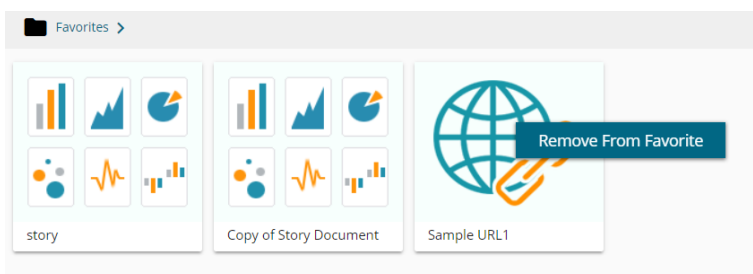 Favorites >
Remove From Favorite
story
Copy of Story Document
Sample URL1